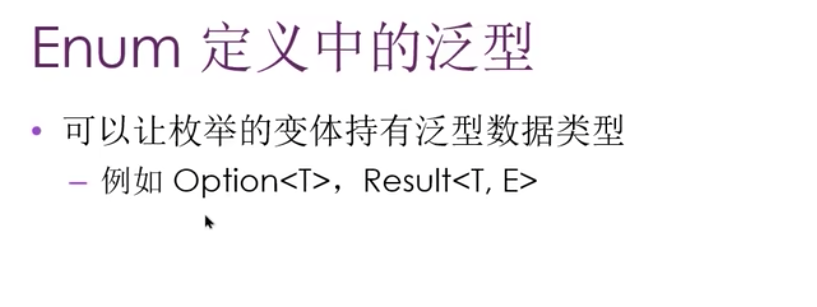 Enum 定义中的泛型
• 可以让枚举的变体持有泛型数据类型
– 例如 Option<T>，Result<T, E>